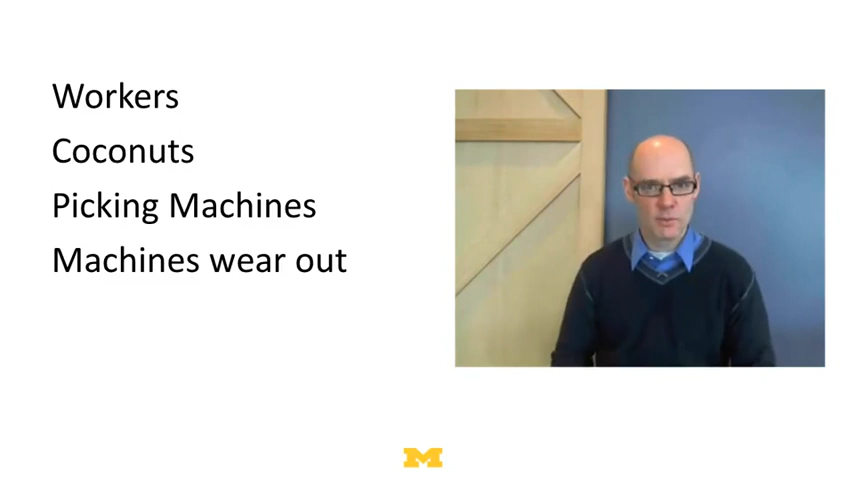 Workers
Coconuts
Picking Machines
Machines wear out
M